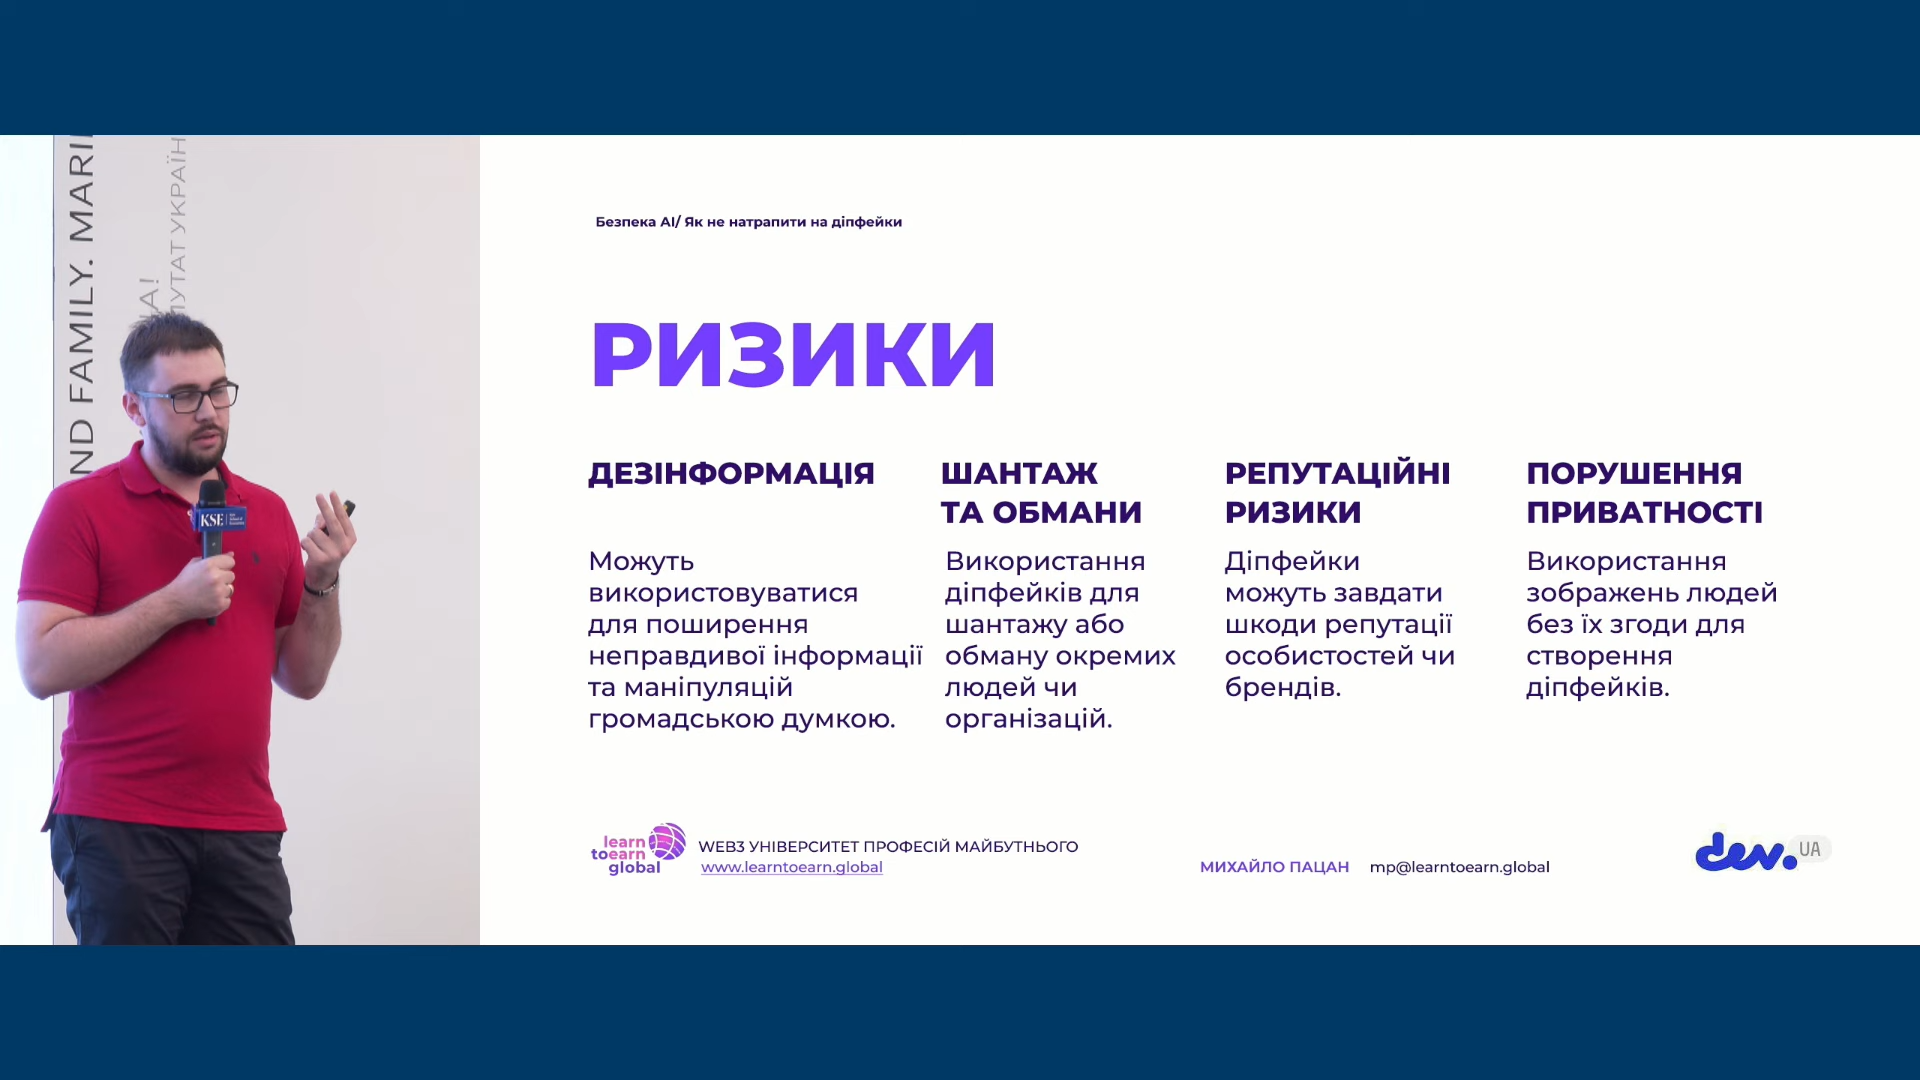 ND FAMILY. MARI
ПУТАТ УКРАЇН
ЦА!
KSE
Безпека AI/ Як не натрапити на діпфейки
РИЗИКИ
ДЕЗІНФОРМАЦІЯ
Можуть
використовуватися
для поширення
неправдивої інформації
та маніпуляцій
громадською думкою.
ШАНТАЖ
ТА ОБМАНИ
Використання
діпфейків для
шантажу або
обману окремих
людей чи
організацій.
РЕПУТАЦІЙНІ
РИЗИКИ
Діпфейки
можуть завдати
шкоди репутації
особистостей чи
брендів.
ПОРУШЕННЯ
ПРИВАТНОСТІ
Використання
зображень людей
без їх згоди для
створення
діпфейків.
learn
toearn
global
WEB3 УНІВЕРСИТЕТ ПРОФЕСІЙ МАЙБУТНЬОГО
www.learntoearn.global
МИХАЙЛО ПАЦАН mp@learntoearn.global
dev. UA